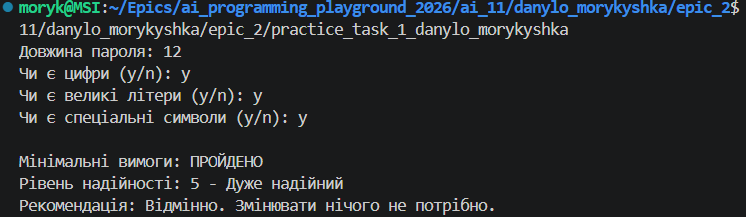 moryk@MSI:~/Epics/ai_programming_playground_2026/ai_11/danylo_morykyshka/epic_2$
11/danylo_morykyshka/epic_2/practice_task_1_danylo_morykyshka
Довжина пароля: 12
Чи є цифри (y/n): y
Чи є великі літери (y/n): y
Чи є спеціальні символи (y/n): y
Мінімальні вимоги: ПРОЙДЕНО
Рівень надійності: 5 - Дуже надійний
Рекомендація: Відмінно. Змінювати нічого не потрібно.